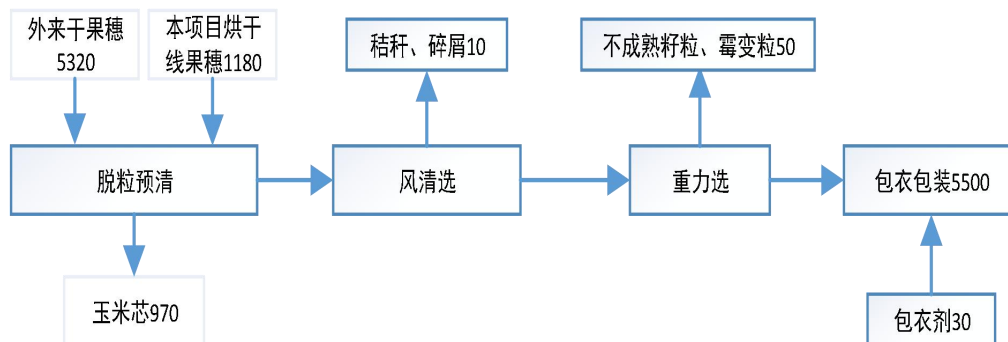 外来干果穗
5320
本项目烘干
线果穗1180
秸秆、碎屑10
不成熟籽粒、霉变粒50
脱粒预清
风清选
重力选
包衣包装5500
玉米芯970
包衣剂30